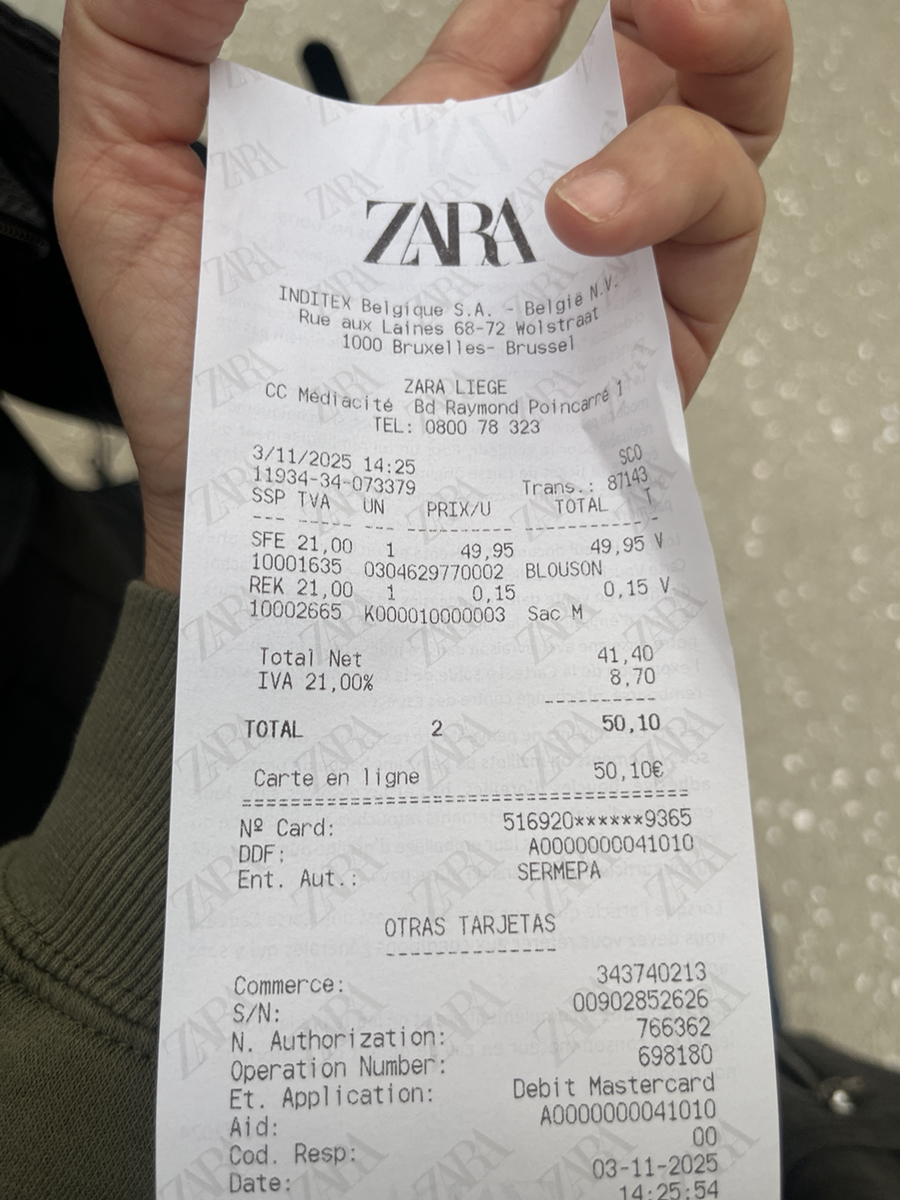 ZARA
INDITEX Belgique S.A. - België N.V.
Rue aux Laines 68-72 Wolstraat
1000 Bruxelles- Brussel
ZARA LIEGE
CC Médiacité Bd Raymond Poincarré 1
TEL: 0800 78 323
3/11/2025 14:25 SCO
11934-34-073379 Trans.: 87143
SSP TVA UN PRIX/U TOTAL T
--- ---- --- ---------- ---------- -
SFE 21,00 1 49,95 49,95 V
10001635 0304629770002 BLOUSON
REK 21,00 1 0,15 0,15 V
10002665 K000010000003 Sac M
Total Net 41,40
IVA 21,00% 8,70
----------
TOTAL 2 50,10
Carte en ligne 50,10€
========================================
Nº Card: 516920******9365
DDF: A0000000041010
Ent. Aut.: SERMEPA
OTRAS TARJETAS
--------------
Commerce: 343740213
S/N: 00902852626
N. Authorization: 766362
Operation Number: 698180
Et. Application: Debit Mastercard
Aid: A0000000041010
Cod. Resp: 00
Date: 03-11-2025
14:25:54